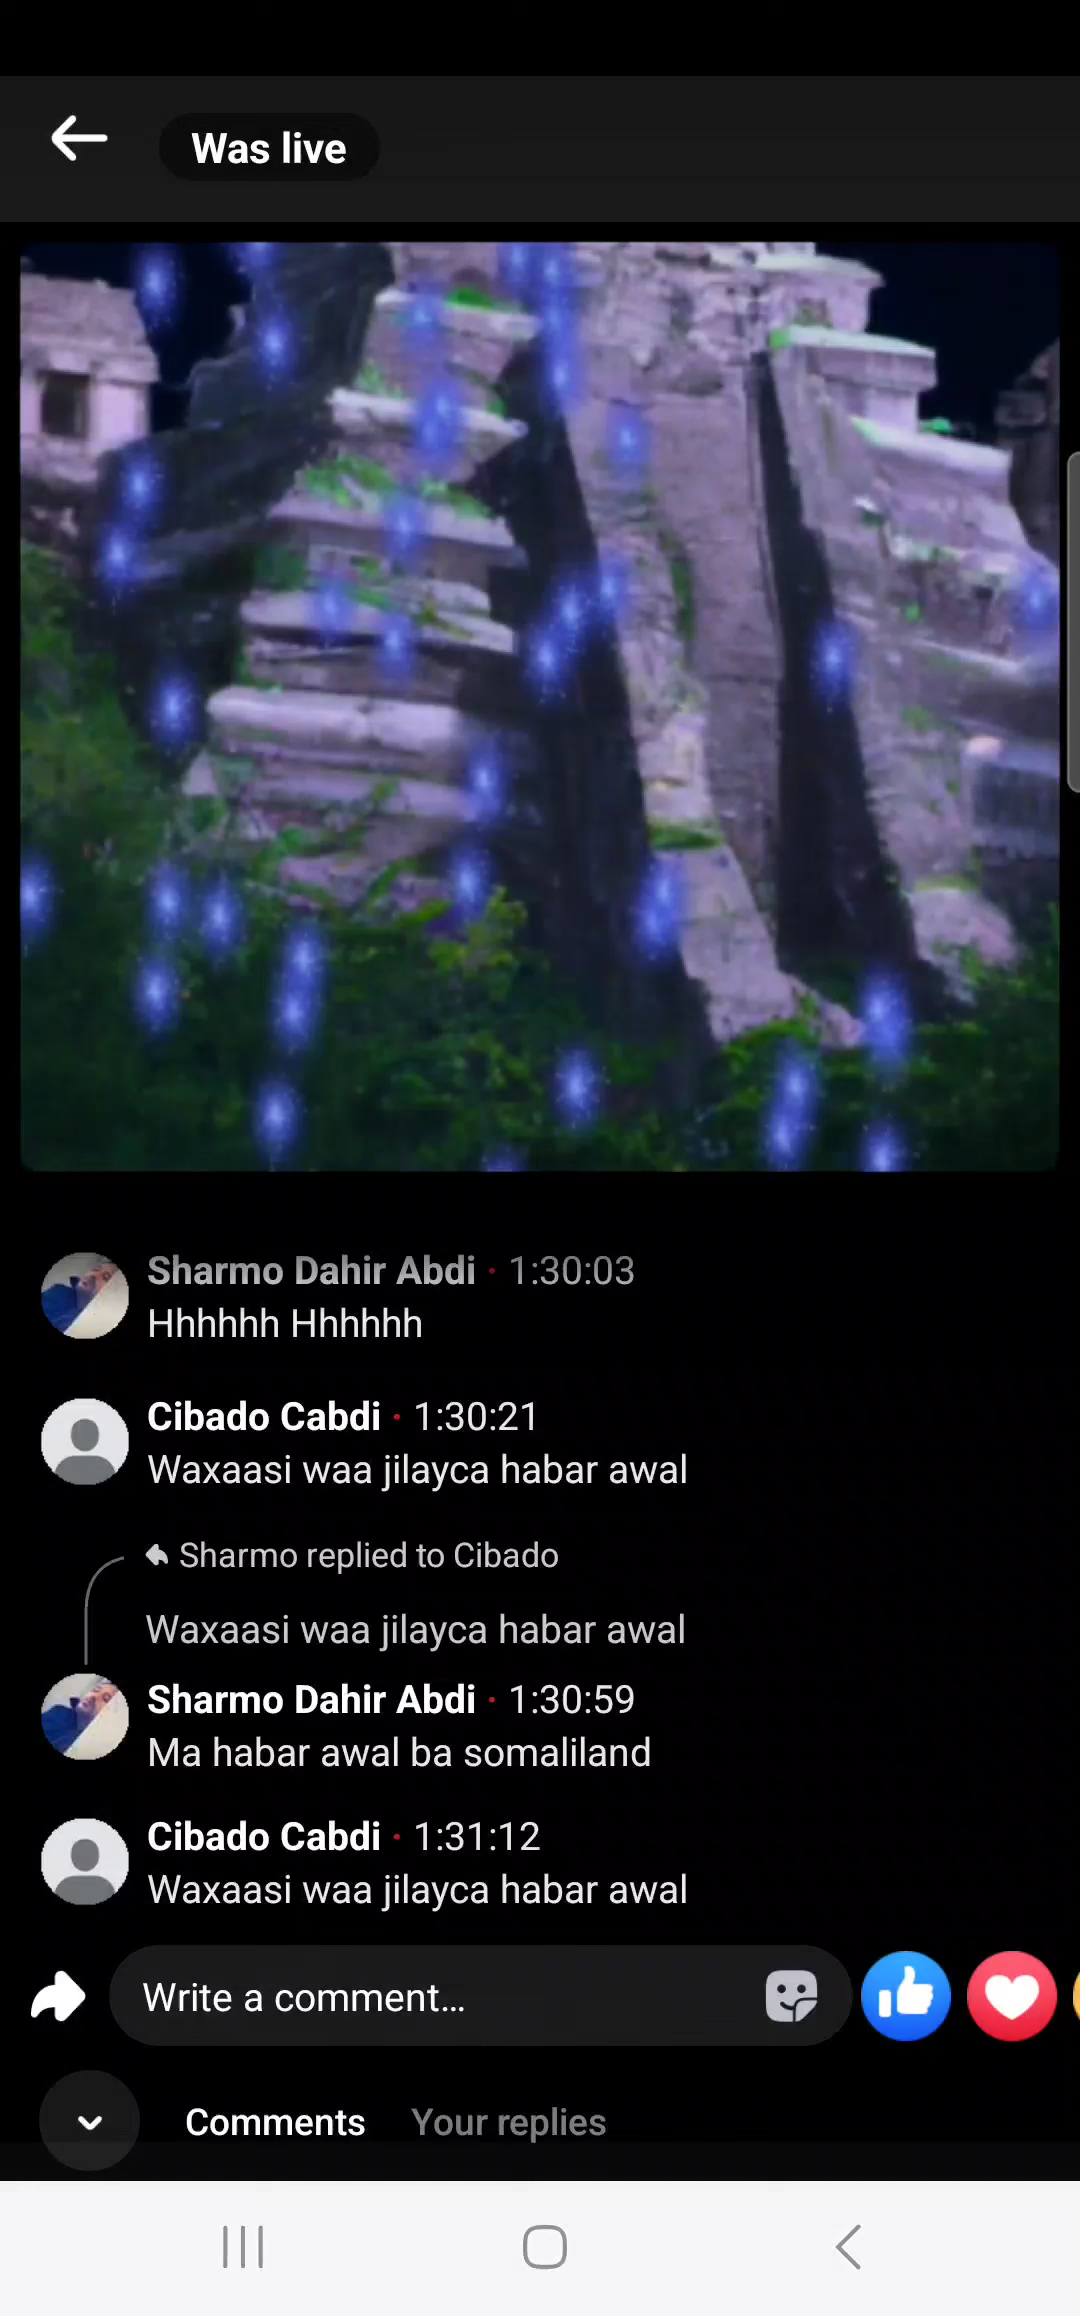 Was live
Sharmo Dahir Abdi · 1:30:03
Hhhhhh Hhhhhh
Cibado Cabdi · 1:30:21
Waxaasi waa jilayca habar awal
Sharmo replied to Cibado
Waxaasi waa jilayca habar awal
Sharmo Dahir Abdi · 1:30:59
Ma habar awal ba somaliland
Cibado Cabdi · 1:31:12
Waxaasi waa jilayca habar awal
Write a comment...
Comments Your replies